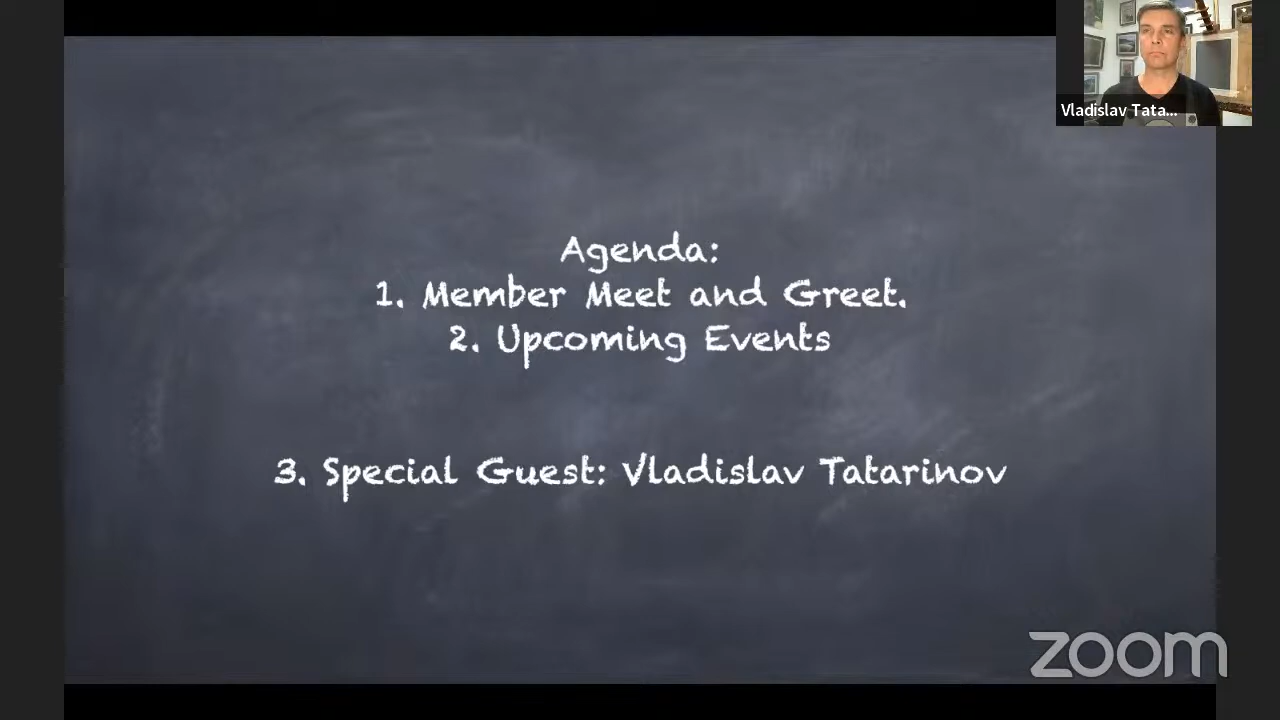 Vladislav Tata...
Agenda:
1. Member Meet and Greet.
2. Upcoming Events
3. Special Guest: Vladislav Tatarinov
zoom